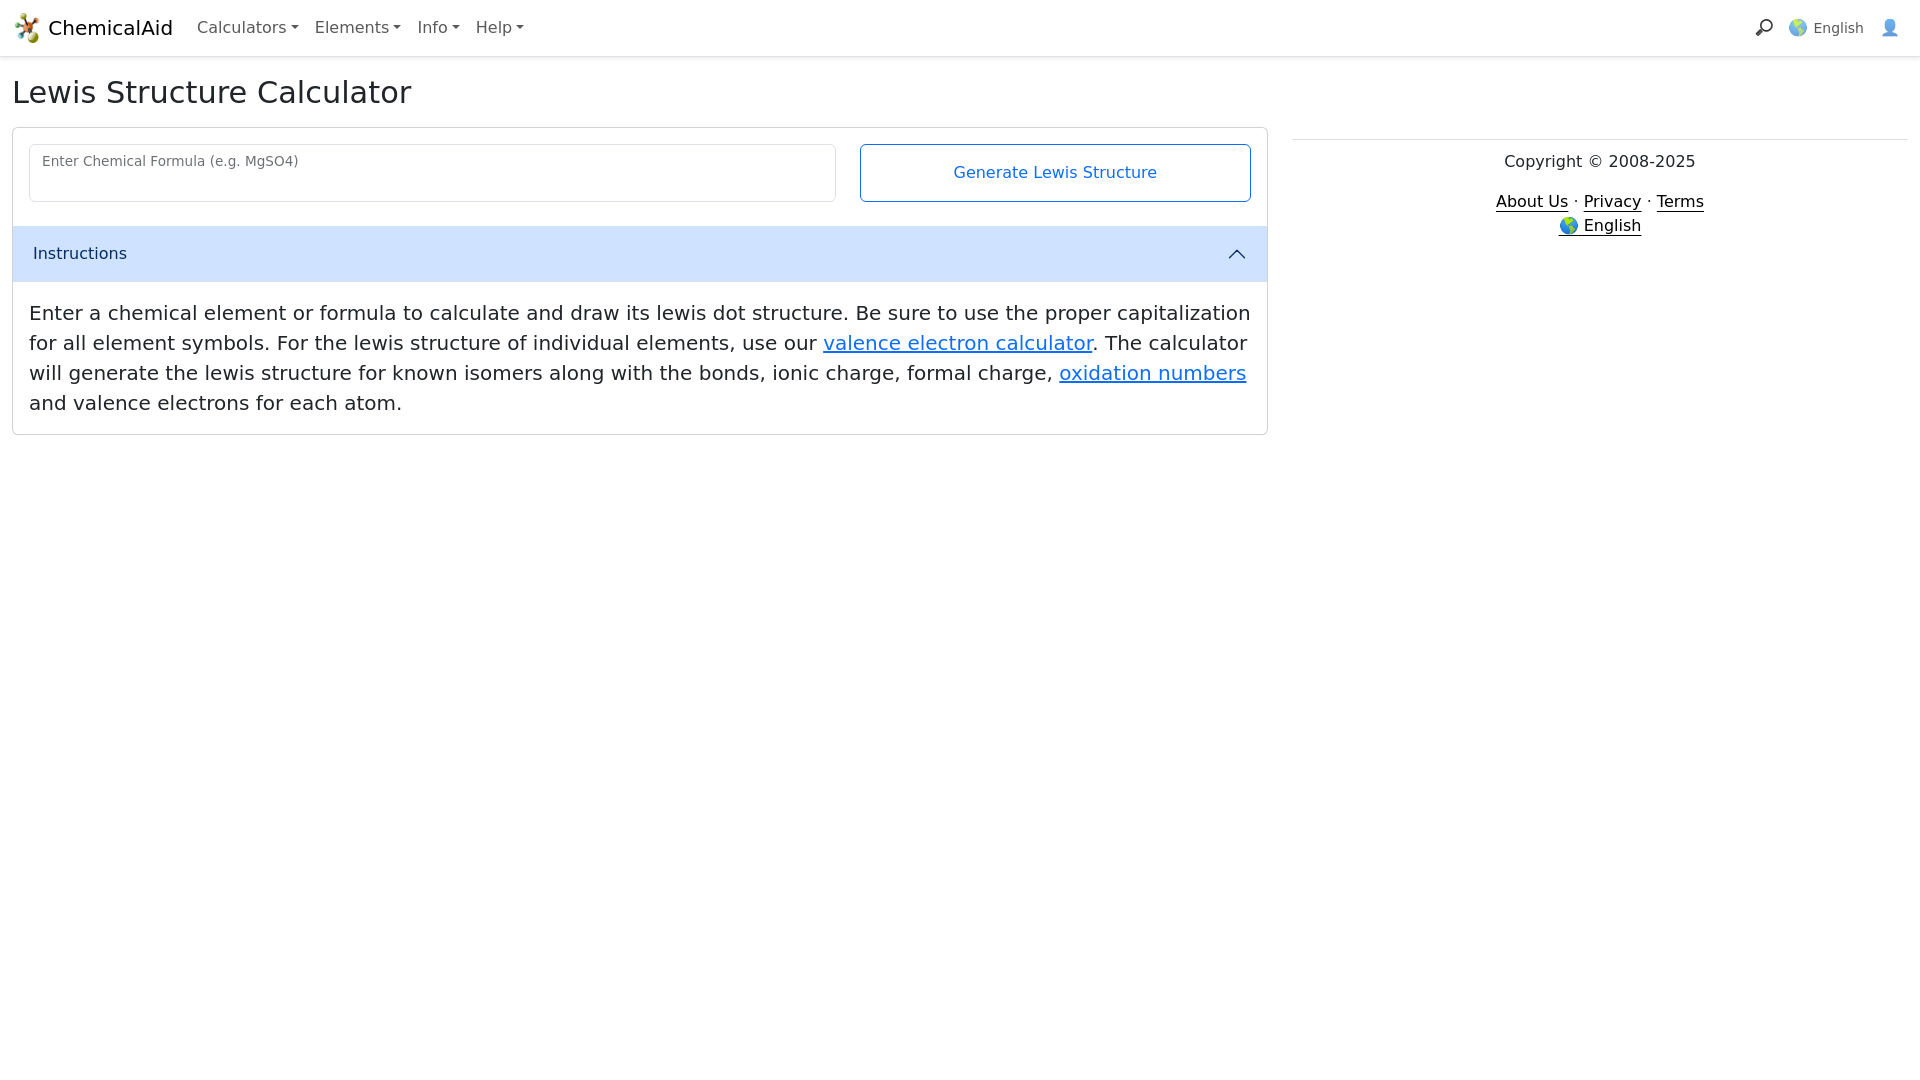 ChemicalAid Calculators Elements Info Help English
Lewis Structure Calculator
Enter Chemical Formula (e.g. MgSO4)
Generate Lewis Structure
Instructions
Enter a chemical element or formula to calculate and draw its lewis dot structure. Be sure to use the proper capitalization
for all element symbols. For the lewis structure of individual elements, use our valence electron calculator. The calculator
will generate the lewis structure for known isomers along with the bonds, ionic charge, formal charge, oxidation numbers
and valence electrons for each atom.
Copyright © 2008-2025
About Us · Privacy · Terms
English